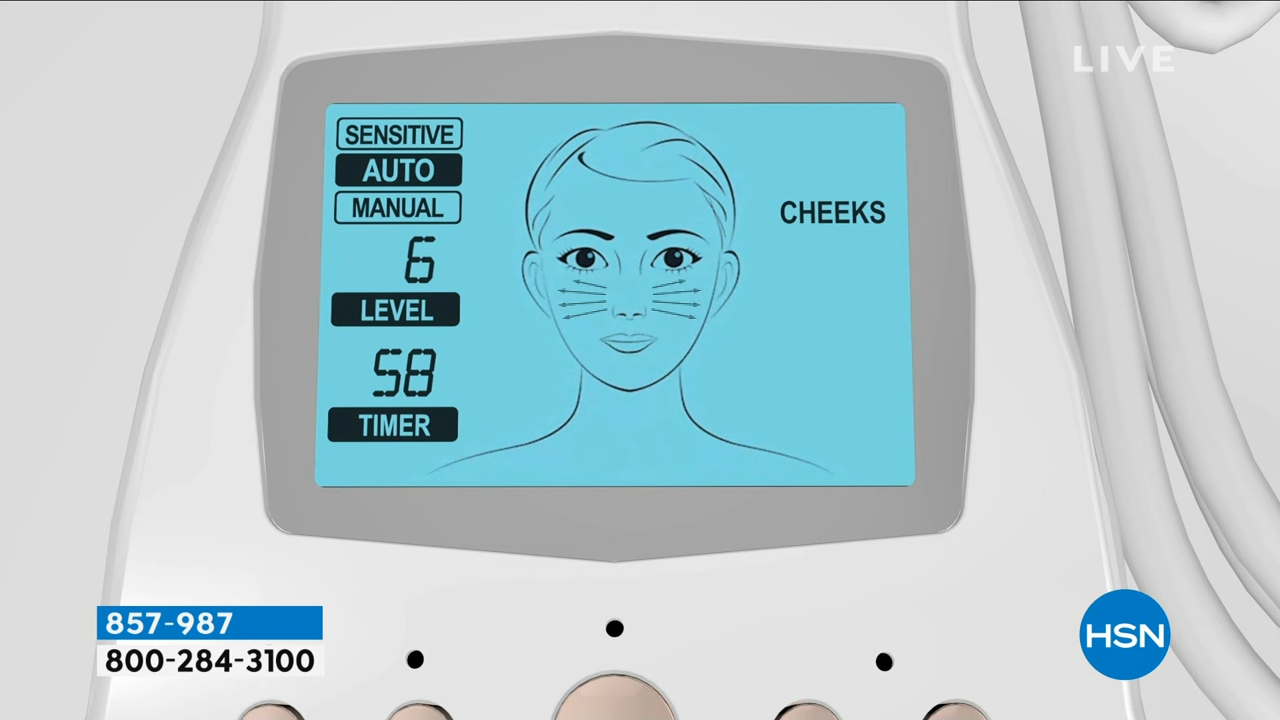 LIVE
SENSITIVE
AUTO
MANUAL
6
LEVEL
58
TIMER
CHEEKS
857-987
800-284-3100
HSN